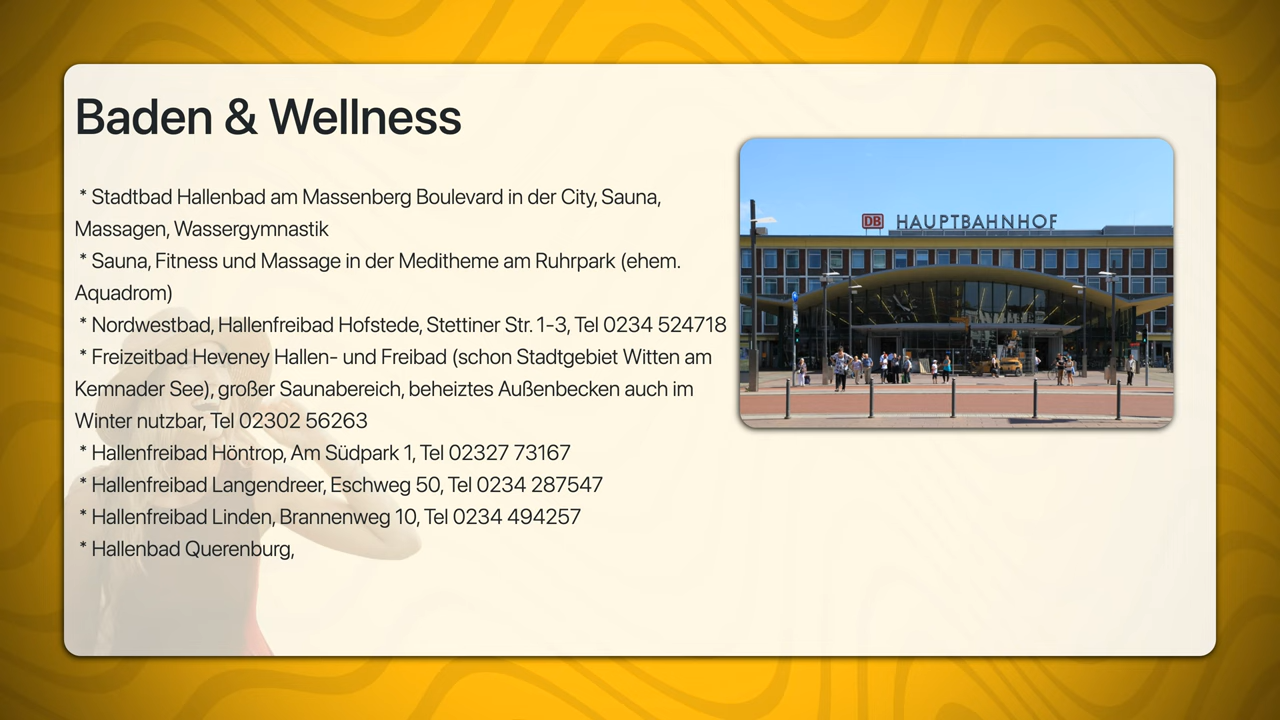 Baden & Wellness
* Stadtbad Hallenbad am Massenberg Boulevard in der City, Sauna,
Massagen, Wassergymnastik
* Sauna, Fitness und Massage in der Meditheme am Ruhrpark (ehem.
Aquadrom)
* Nordwestbad, Hallenfreibad Hofstede, Stettiner Str. 1-3, Tel 0234 524718
* Freizeitbad Heveney Hallen- und Freibad (schon Stadtgebiet Witten am
Kemnader See), großer Saunabereich, beheiztes Außenbecken auch im
Winter nutzbar, Tel 02302 56263
* Hallenfreibad Höntrop, Am Südpark 1, Tel 02327 73167
* Hallenfreibad Langendreer, Eschweg 50, Tel 0234 287547
* Hallenfreibad Linden, Brannenweg 10, Tel 0234 494257
* Hallenbad Querenburg,
DB HAUPTBAHNHOF